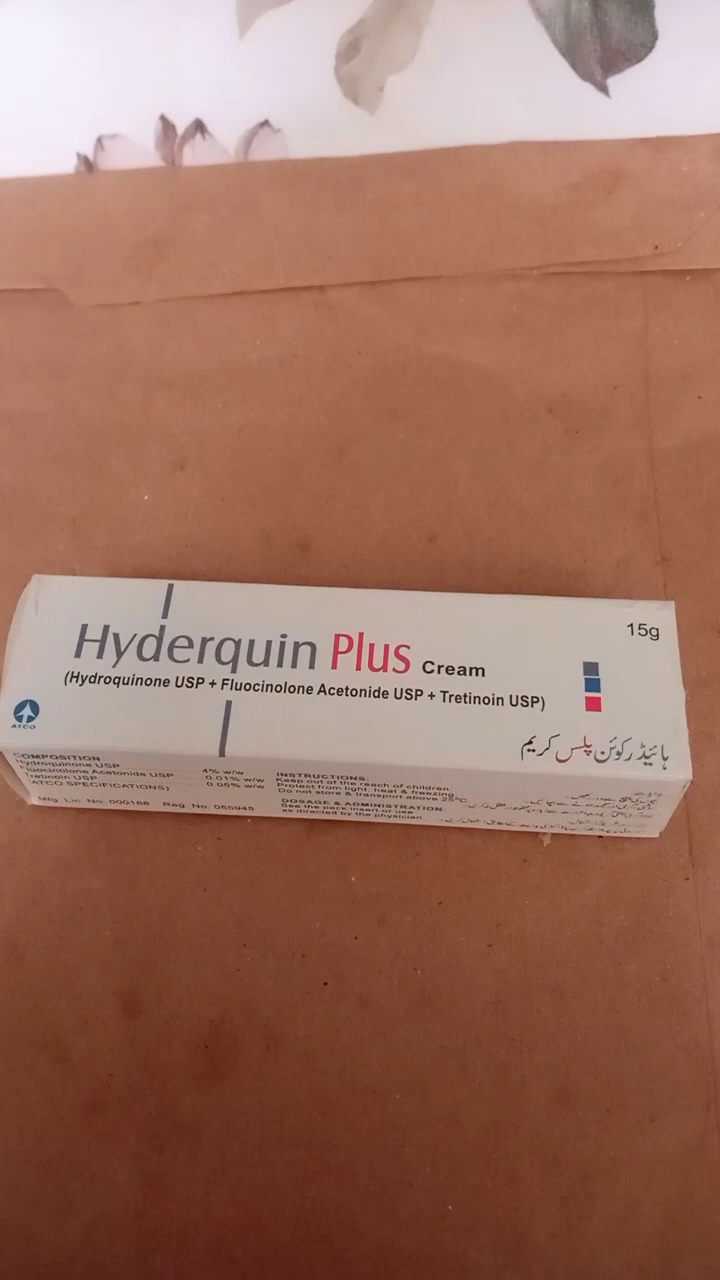 15g
Hyderquin Plus Cream
(Hydroquinone USP + Fluocinolone Acetonide USP + Tretinoin USP)
ATCO
ہائیڈرکوئن پلس کریم
COMPOSITION:
Hydroquinone USP 4% w/w
Fluocinolone Acetonide USP 0.01% w/w
Tretinoin USP 0.05% w/w
(ATCO SPECIFICATIONS)
Mfg. Lic. No. 000188 Reg. No. 055945
INSTRUCTIONS:
Keep out of the reach of children.
Protect from light, heat & freezing.
Do not store & transport above 25°C
DOSAGE & ADMINISTRATION:
See the pack insert or use
as directed by the physician.